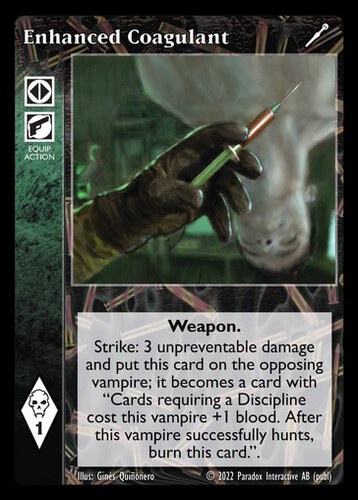 Enhanced Coagulant
EQUIP
ACTION
Weapon.
Strike: 3 unpreventable damage
and put this card on the opposing
vampire; it becomes a card with
“Cards requiring a Discipline
cost this vampire +1 blood. After
this vampire successfully hunts,
burn this card.”.
1
Illus: Ginés Quiñonero
© 2022 Paradox Interactive AB (publ)